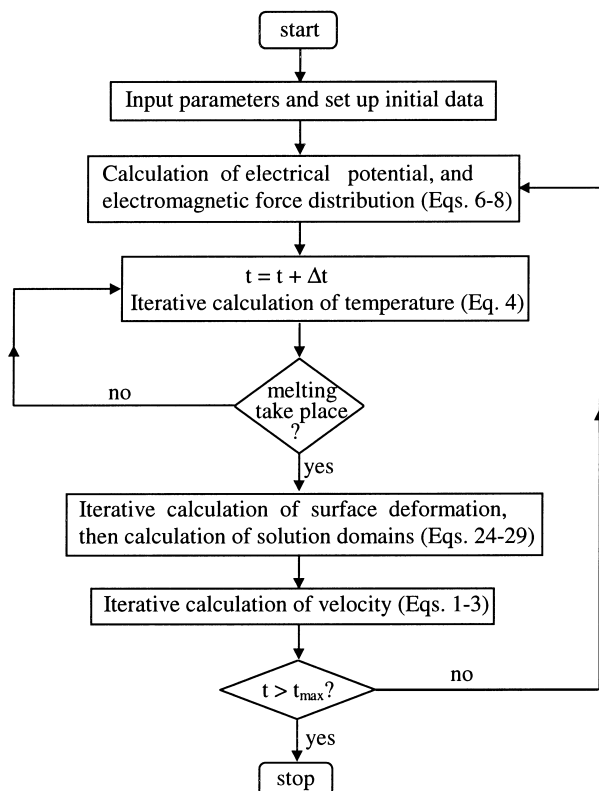 start
Input parameters and set up initial data
Calculation of electrical potential, and
electromagnetic force distribution (Eqs. 6-8)
t = t + Δt
Iterative calculation of temperature (Eq. 4)
no
melting
take place
?
yes
Iterative calculation of surface deformation,
then calculation of solution domains (Eqs. 24-29)
Iterative calculation of velocity (Eqs. 1-3)
t > tmax?
no
yes
stop